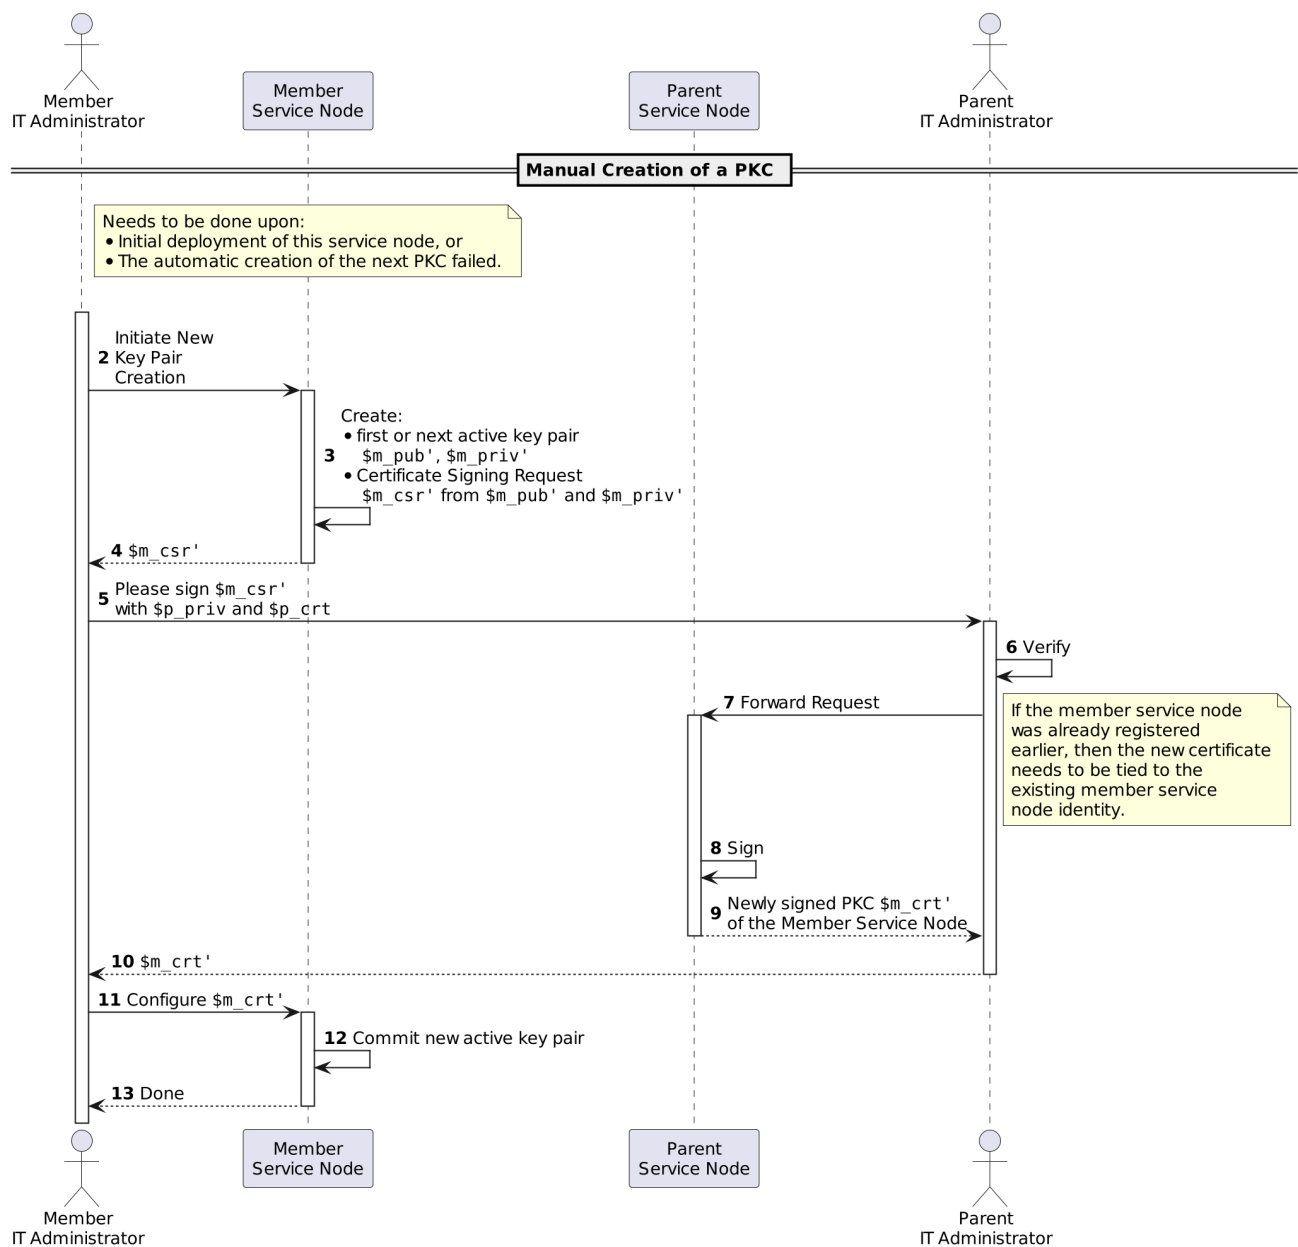 Member
IT Administrator
Member
Service Node
Parent
Service Node
Parent
IT Administrator
Manual Creation of a PKC
Needs to be done upon:
• Initial deployment of this service node, or
• The automatic creation of the next PKC failed.
Initiate New
2 Key Pair
Creation
Create:
• first or next active key pair
3 $m_pub', $m_priv'
• Certificate Signing Request
$m_csr' from $m_pub' and $m_priv'
4 $m_csr'
5 Please sign $m_csr'
with $p_priv and $p_crt
6 Verify
7 Forward Request
If the member service node
was already registered
earlier, then the new certificate
needs to be tied to the
existing member service
node identity.
8 Sign
9 Newly signed PKC $m_crt'
of the Member Service Node
10 $m_crt'
11 Configure $m_crt'
12 Commit new active key pair
13 Done
Member
IT Administrator
Member
Service Node
Parent
Service Node
Parent
IT Administrator